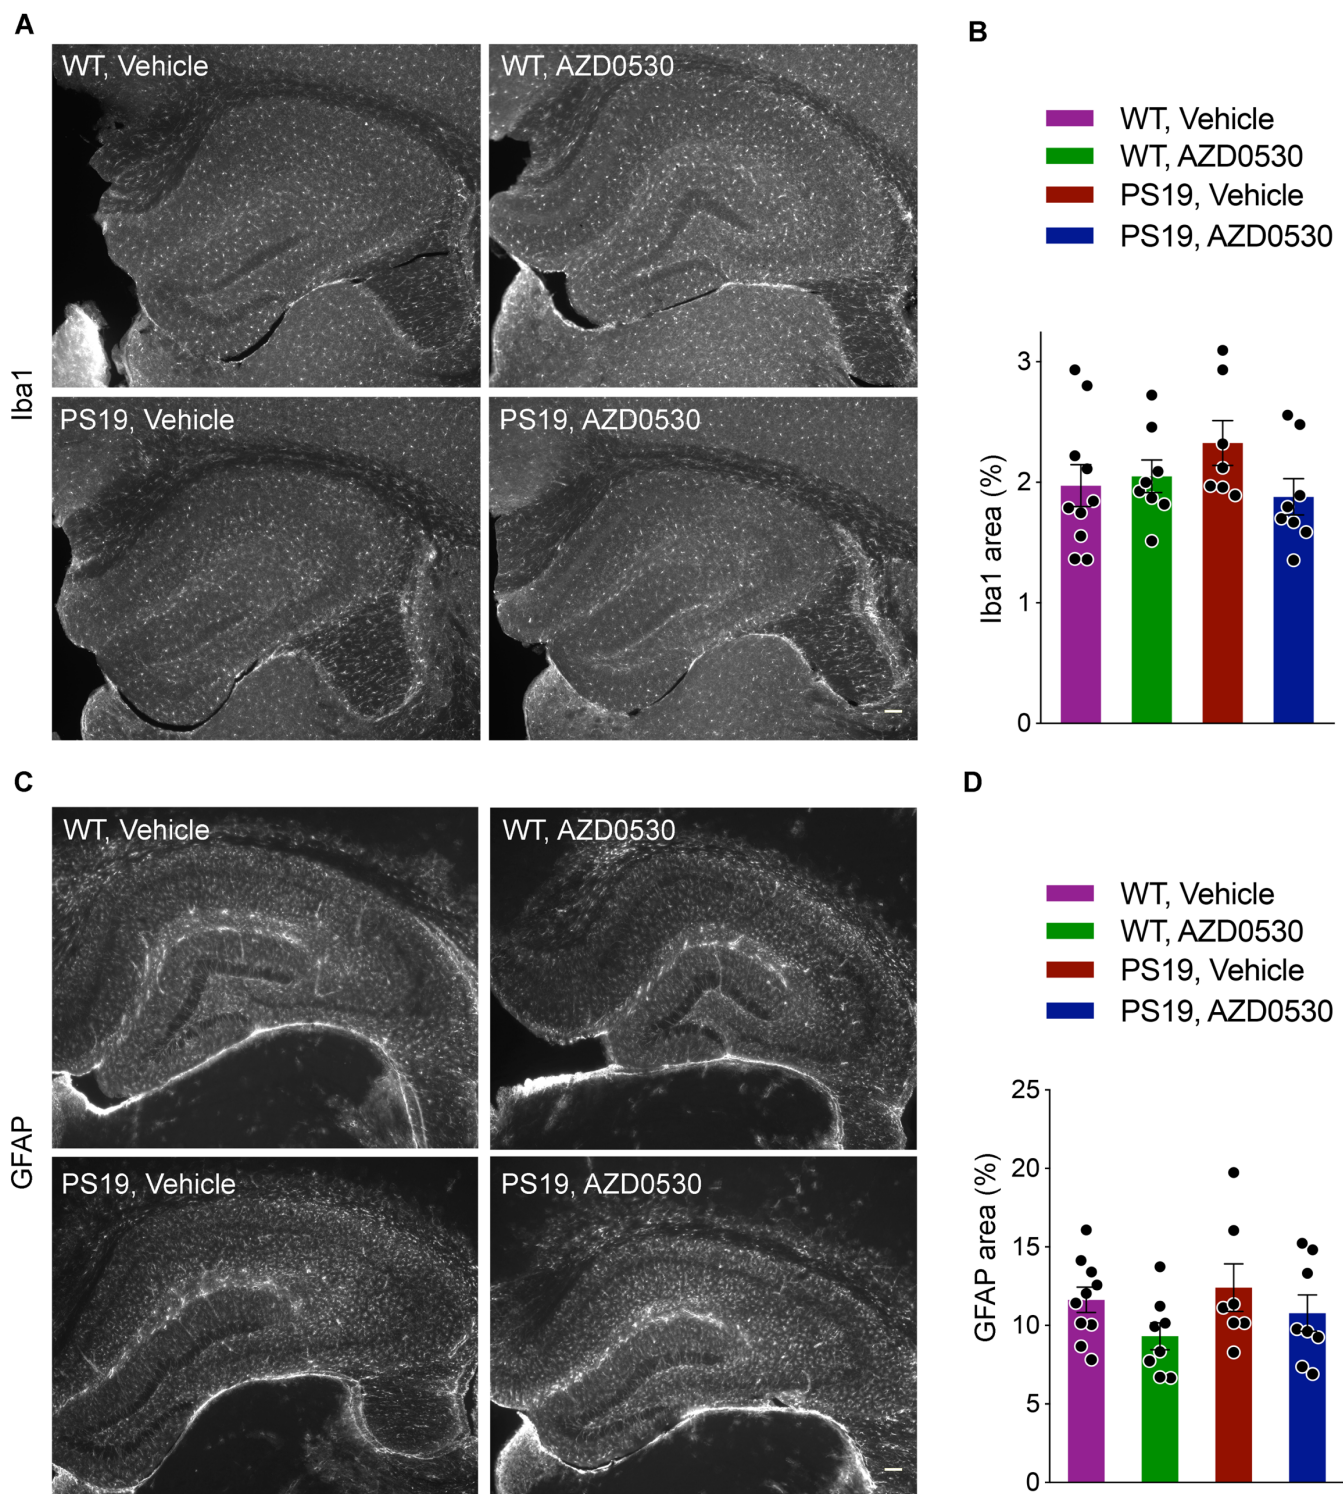 A
B
WT, Vehicle
WT, AZD0530
PS19, Vehicle
PS19, AZD0530
Iba1
WT, Vehicle
WT, AZD0530
PS19, Vehicle
PS19, AZD0530
3
2
1
0
Iba1 area (%)
C
D
WT, Vehicle
WT, AZD0530
PS19, Vehicle
PS19, AZD0530
GFAP
WT, Vehicle
WT, AZD0530
PS19, Vehicle
PS19, AZD0530
25
20
15
10
5
0
GFAP area (%)